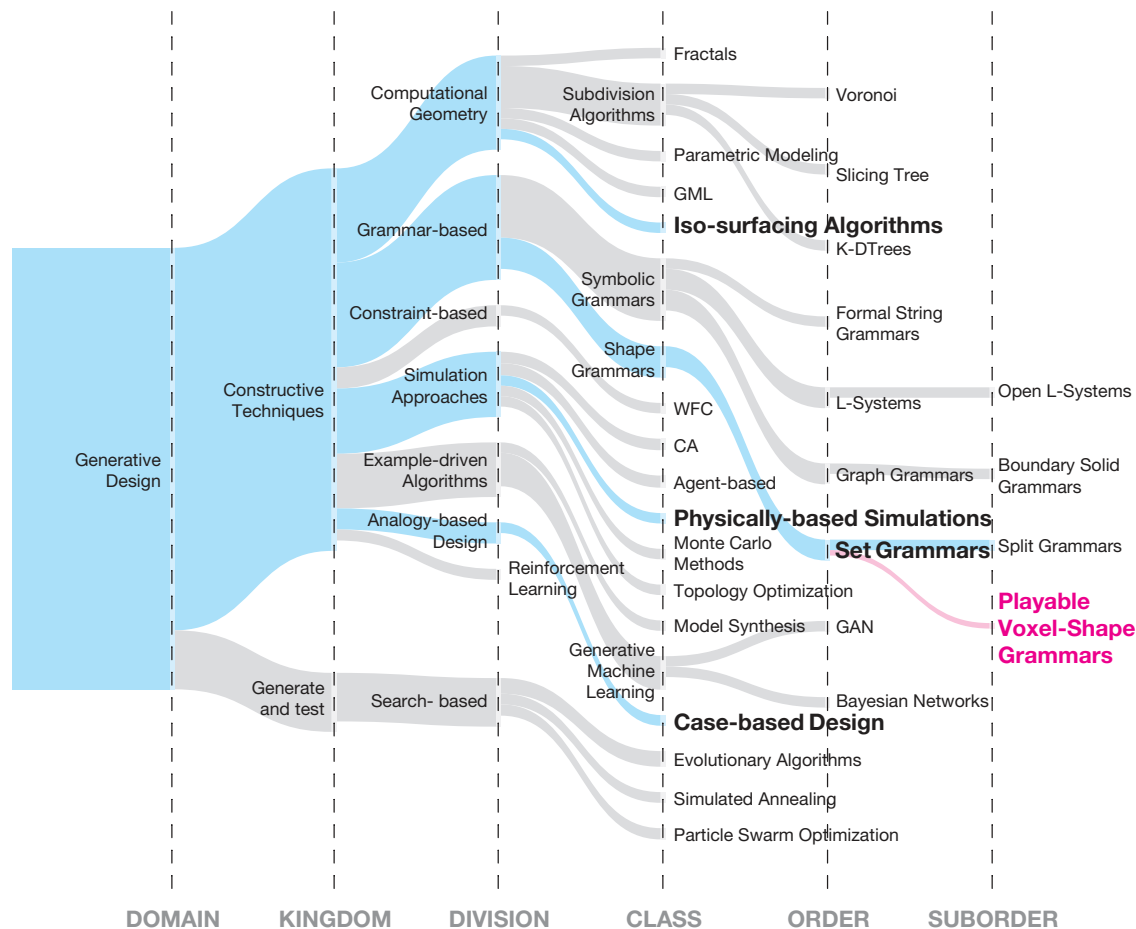 Generative
Design
Constructive
Techniques
Generate
and test
Computational
Geometry
Grammar-based
Constraint-based
Simulation
Approaches
Example-driven
Algorithms
Analogy-based
Design
Reinforcement
Learning
Search- based
Fractals
Subdivision
Algorithms
Parametric Modeling
GML
Iso-surfacing Algorithms
Symbolic
Grammars
Shape
Grammars
WFC
CA
Agent-based
Physically-based Simulations
Monte Carlo
Methods
Topology Optimization
Model Synthesis
Generative
Machine
Learning
Case-based Design
Evolutionary Algorithms
Simulated Annealing
Particle Swarm Optimization
Voronoi
Slicing Tree
K-DTrees
Formal String
Grammars
L-Systems
Graph Grammars
Set Grammars
GAN
Bayesian Networks
Open L-Systems
Boundary Solid
Grammars
Split Grammars
Playable
Voxel-Shape
Grammars
DOMAIN KINGDOM DIVISION CLASS ORDER SUBORDER